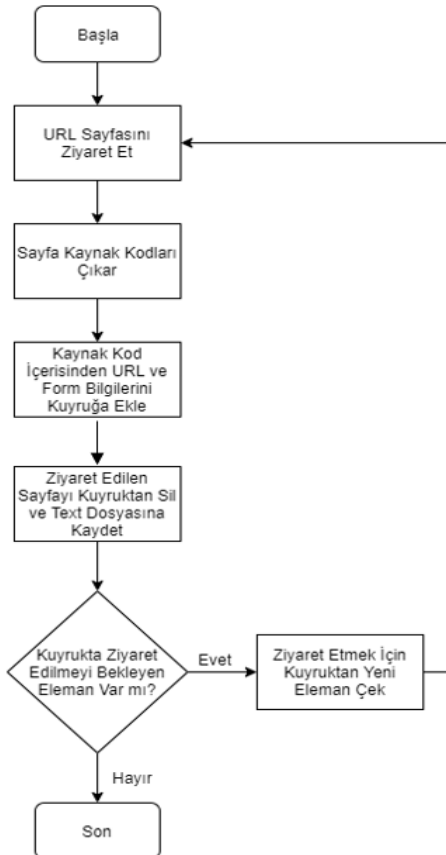 Başla
URL Sayfasını
Ziyaret Et
Sayfa Kaynak Kodları
Çıkar
Kaynak Kod
İçerisinden URL ve
Form Bilgilerini
Kuyruğa Ekle
Ziyaret Edilen
Sayfayı Kuyruktan Sil
ve Text Dosyasına
Kaydet
Kuyrukta Ziyaret
Edilmeyi Bekleyen
Eleman Var mı?
Evet
Ziyaret Etmek İçin
Kuyruktan Yeni
Eleman Çek
Hayır
Son